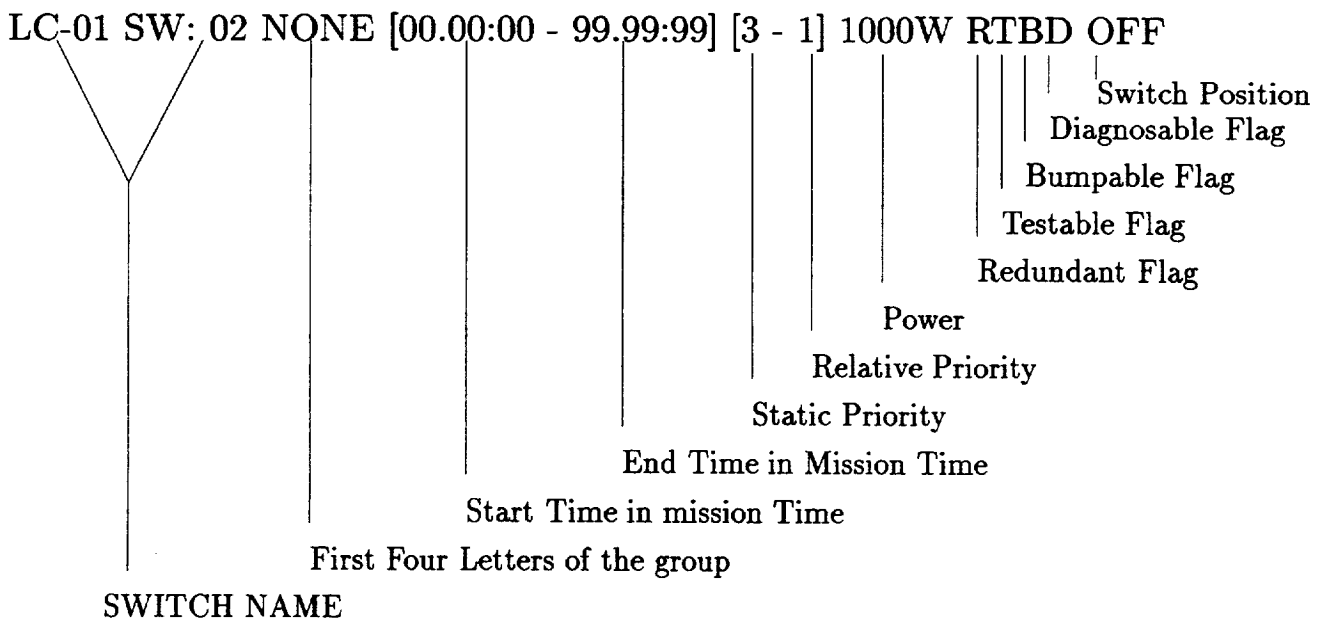 LC-01 SW: 02 NONE [00.00:00 - 99.99:99] [3 - 1] 1000W RTBD OFF
Switch Position
Diagnosable Flag
Bumpable Flag
Testable Flag
Redundant Flag
Power
Relative Priority
Static Priority
End Time in Mission Time
Start Time in mission Time
First Four Letters of the group
SWITCH NAME